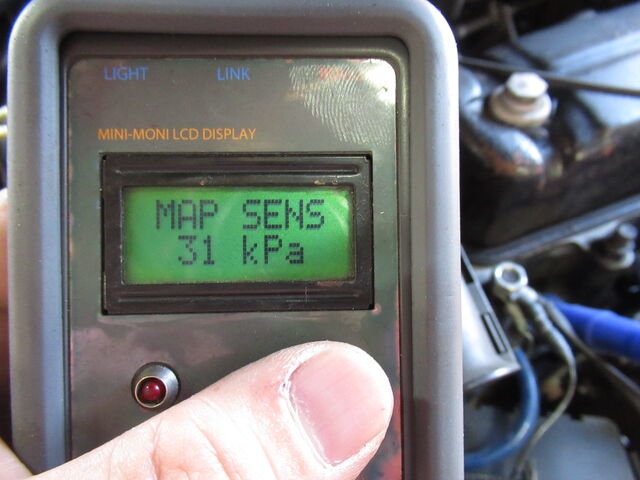 LIGHT LINK
MINI-MONI LCD DISPLAY
MAP SENS
31 kPa